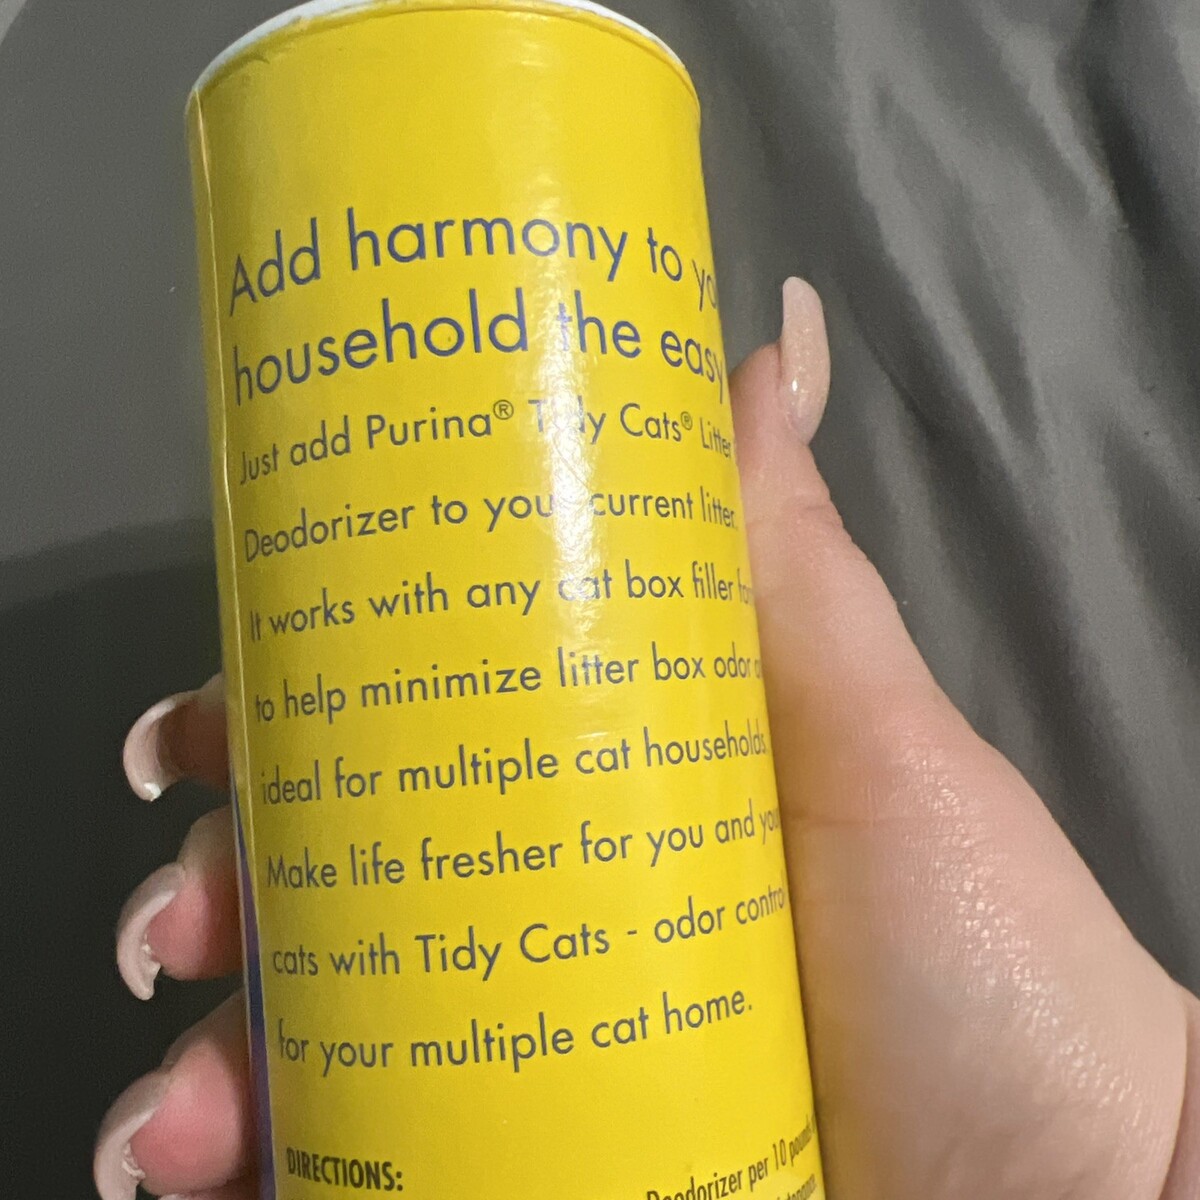 Add harmony to yo
household the easy
Just add Purina® Tidy Cats® Litter
Deodorizer to your current litter.
It works with any cat box filler for
to help minimize litter box odor
ideal for multiple cat households.
Make life fresher for you and your
cats with Tidy Cats - odor control
for your multiple cat home.
DIRECTIONS:
Deodorizer per 10 pounds